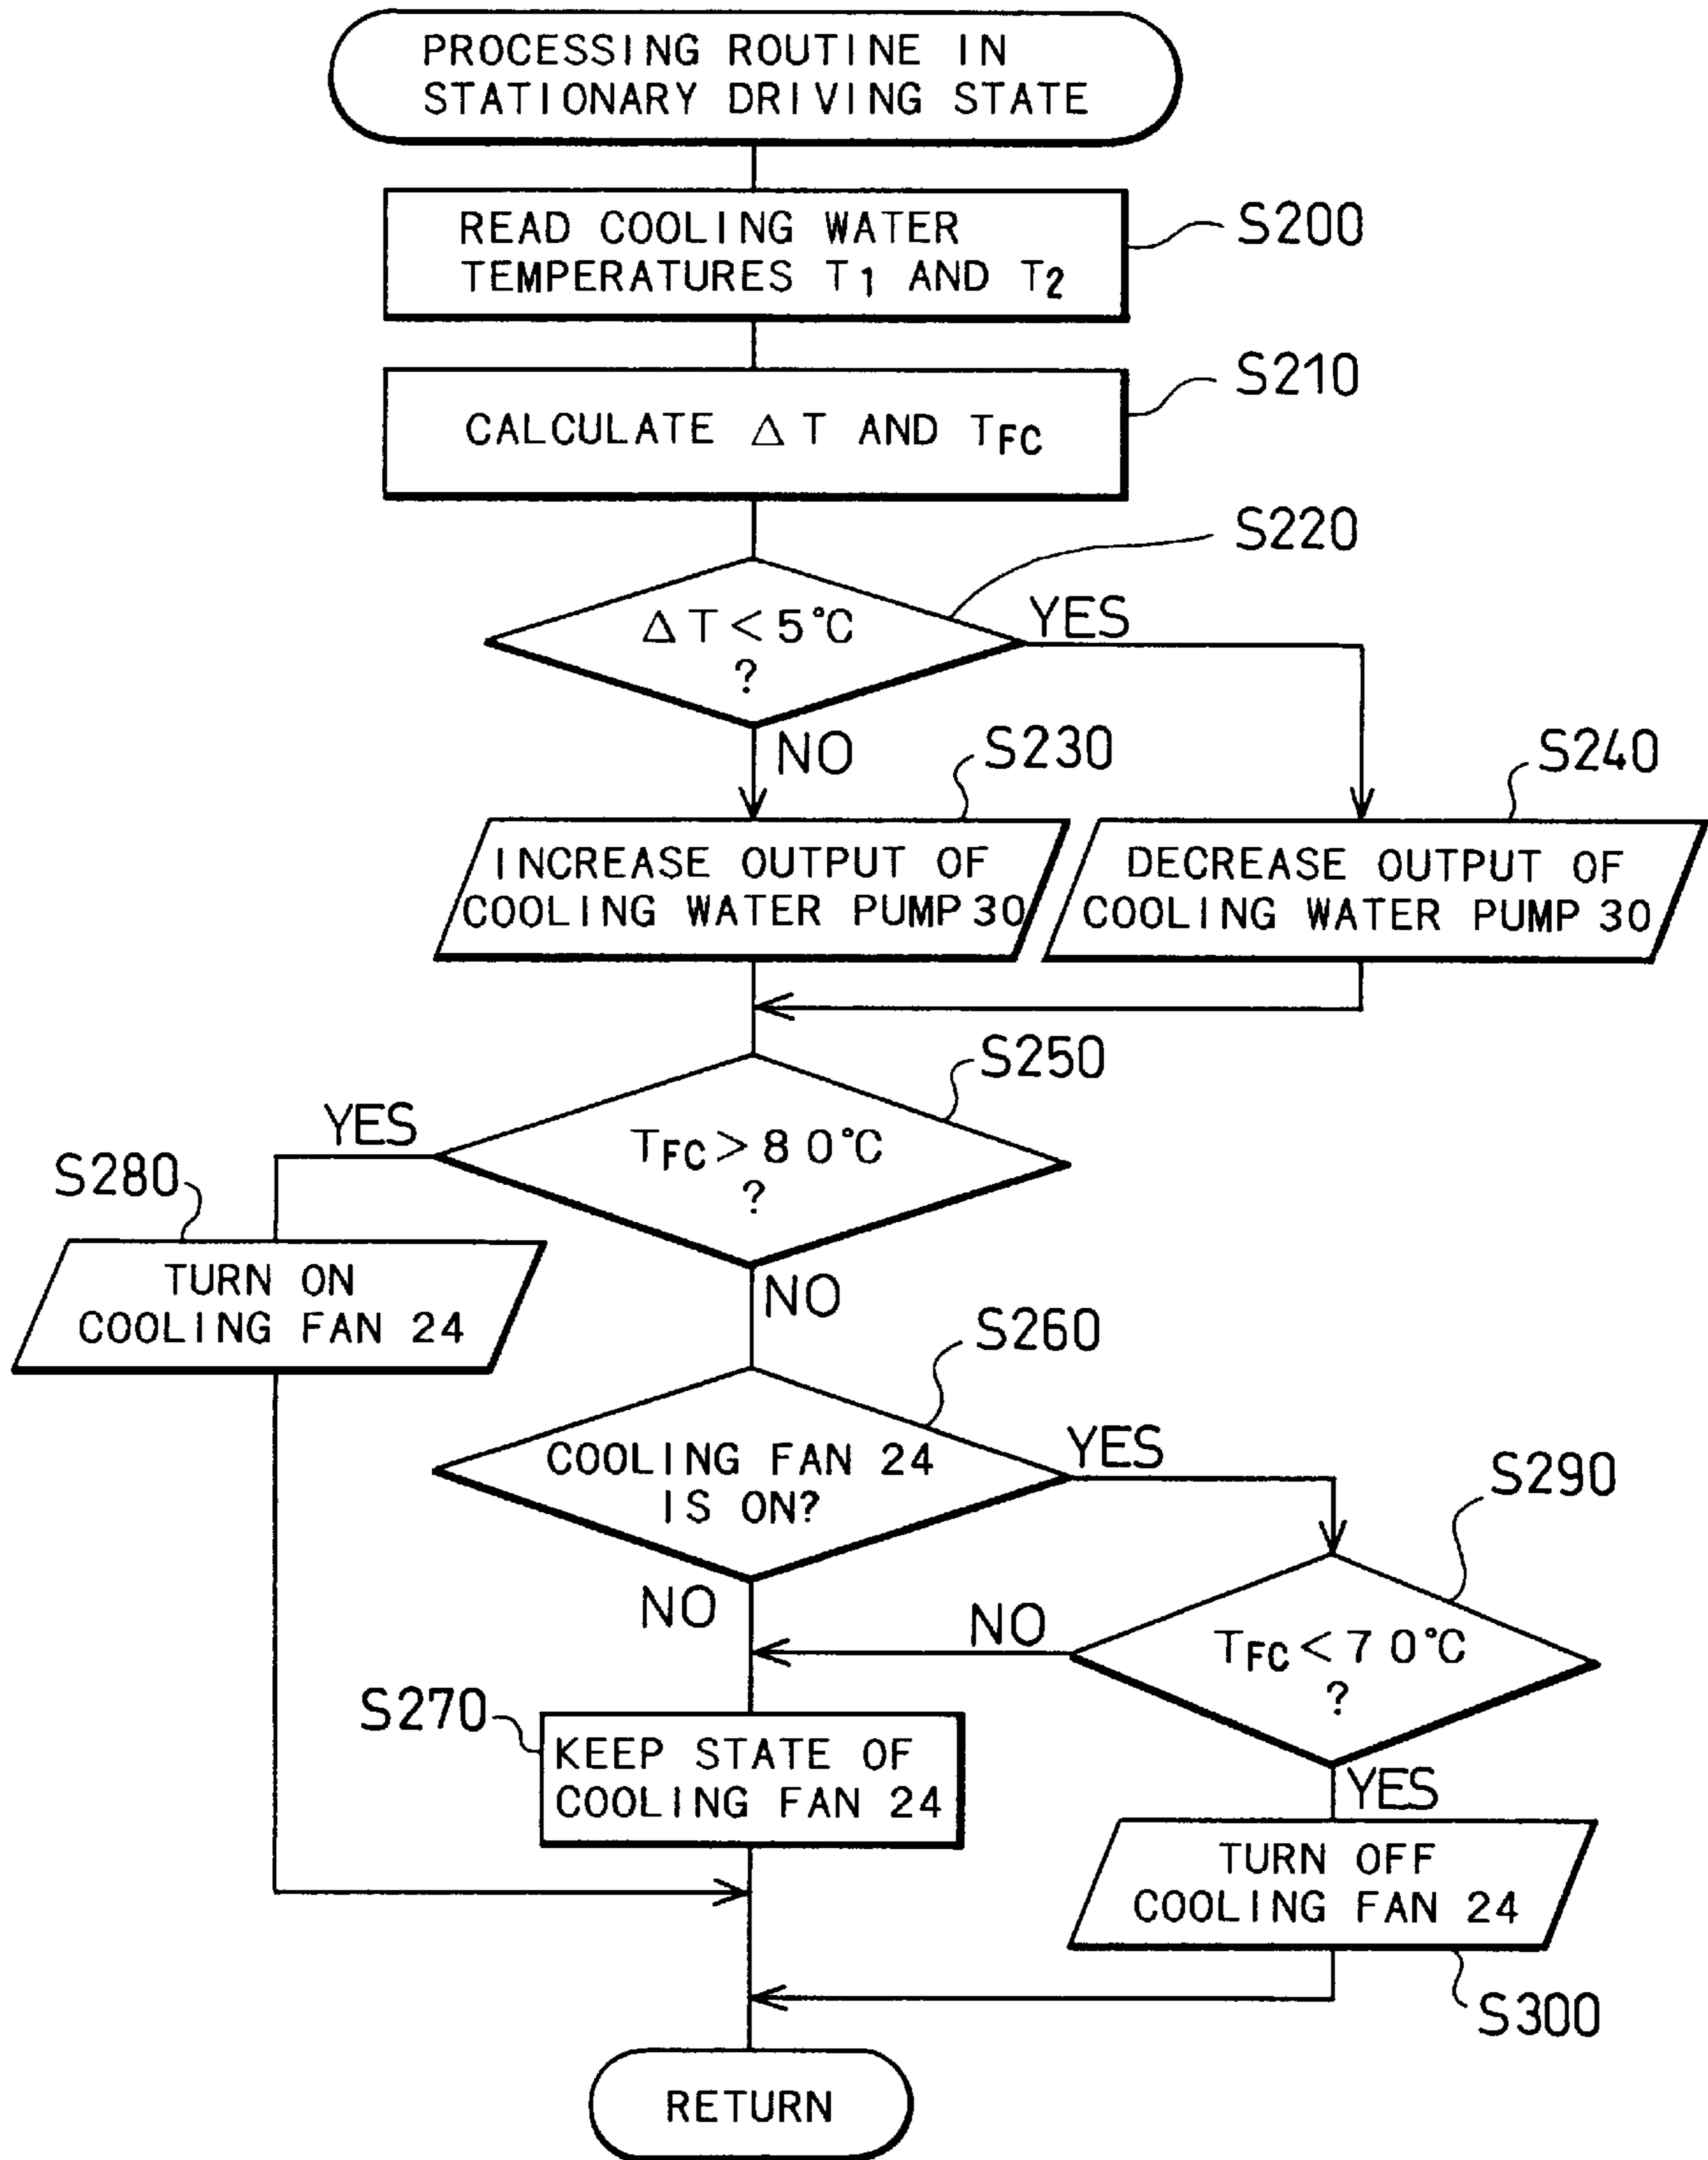 PROCESSING ROUTINE IN
STATIONARY DRIVING STATE
READ COOLING WATER
TEMPERATURES T1 AND T2
S200
CALCULATE ΔT AND TFC
S210
S220
ΔT < 5°C
?
YES
NO
S230
S240
INCREASE OUTPUT OF
COOLING WATER PUMP 30
DECREASE OUTPUT OF
COOLING WATER PUMP 30
S250
YES
TFC > 80°C
?
S280
NO
TURN ON
COOLING FAN 24
S260
COOLING FAN 24
IS ON?
YES
S290
NO
NO
TFC < 70°C
?
S270
KEEP STATE OF
COOLING FAN 24
YES
TURN OFF
COOLING FAN 24
S300
RETURN